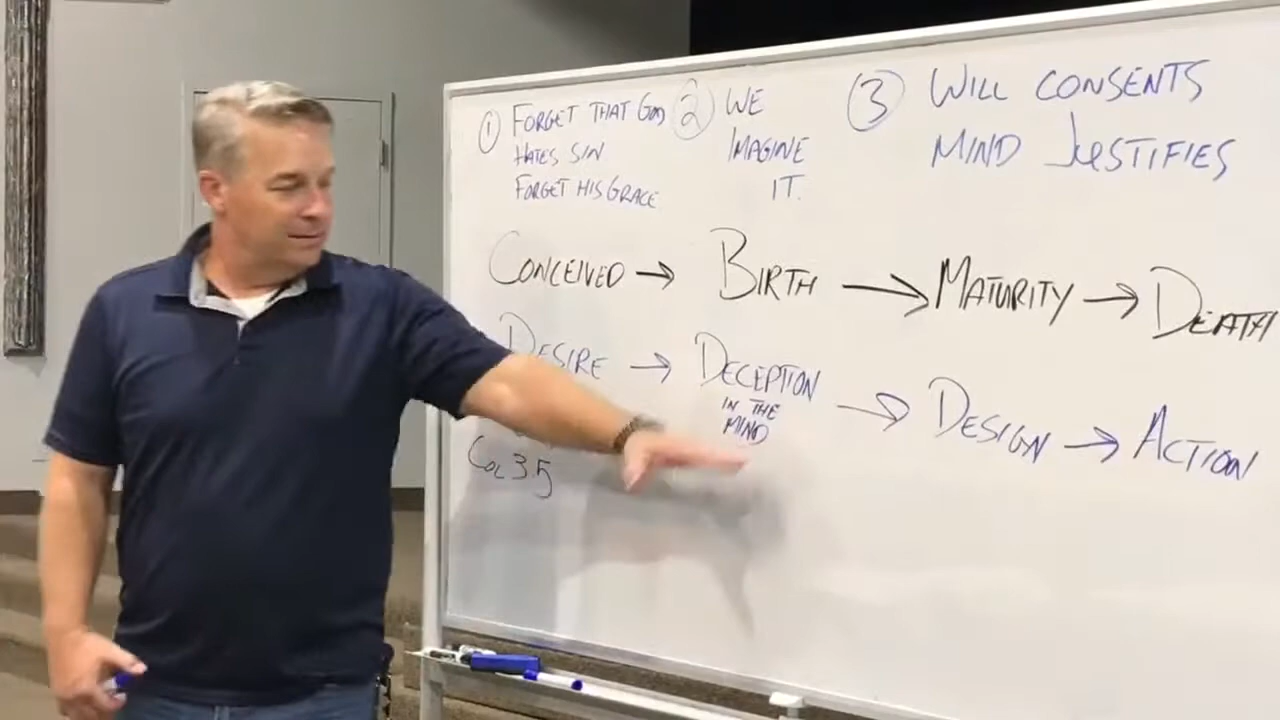 ① FORGET THAT GOD
HATES SIN
FORGET HIS GRACE
② WE
IMAGINE
IT.
③ WILL CONSENTS
MIND JUSTIFIES
CONCEIVED → BIRTH → MATURITY → DEATH
DESIRE → DECEPTION → DESIGN → ACTION
IN THE
MIND
COL 3:5